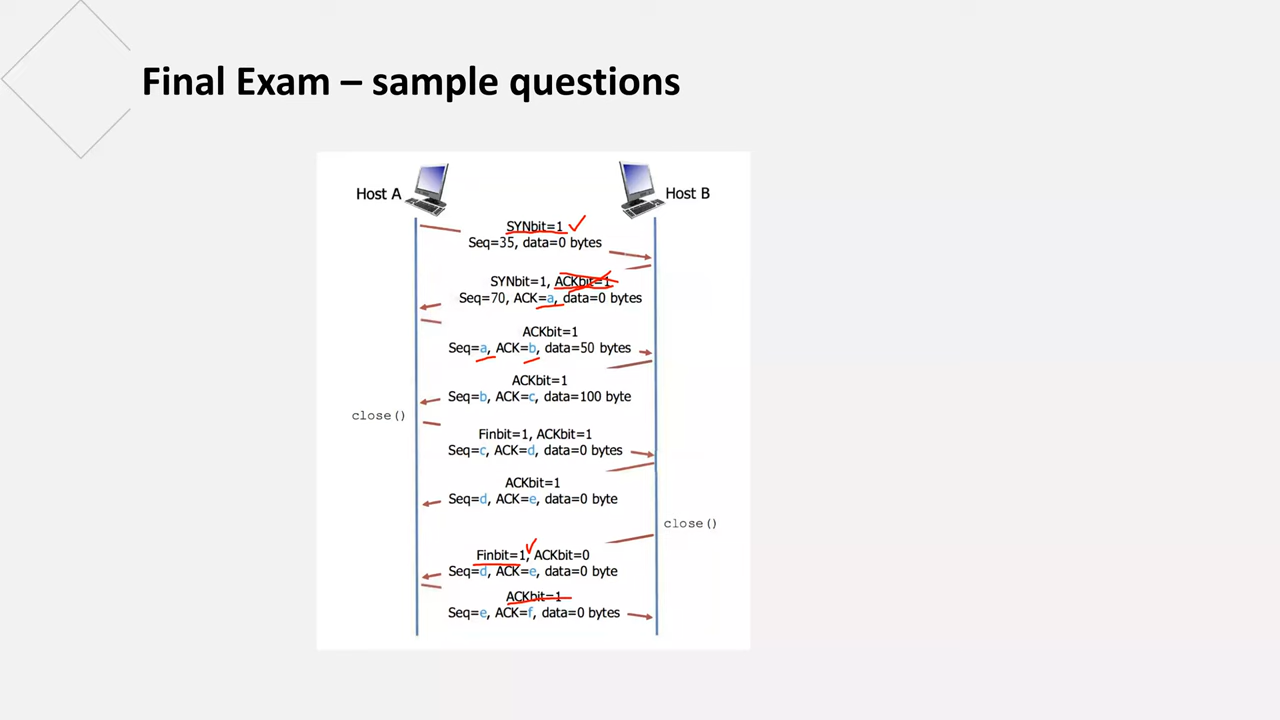 Final Exam – sample questions
Host A
Host B
SYNbit=1
Seq=35, data=0 bytes
SYNbit=1, ACKbit=1
Seq=70, ACK=a, data=0 bytes
ACKbit=1
Seq=a, ACK=b, data=50 bytes
ACKbit=1
Seq=b, ACK=c, data=100 byte
close()
Finbit=1, ACKbit=1
Seq=c, ACK=d, data=0 bytes
ACKbit=1
Seq=d, ACK=e, data=0 byte
close()
Finbit=1, ACKbit=0
Seq=d, ACK=e, data=0 byte
ACKbit=1
Seq=e, ACK=f, data=0 bytes